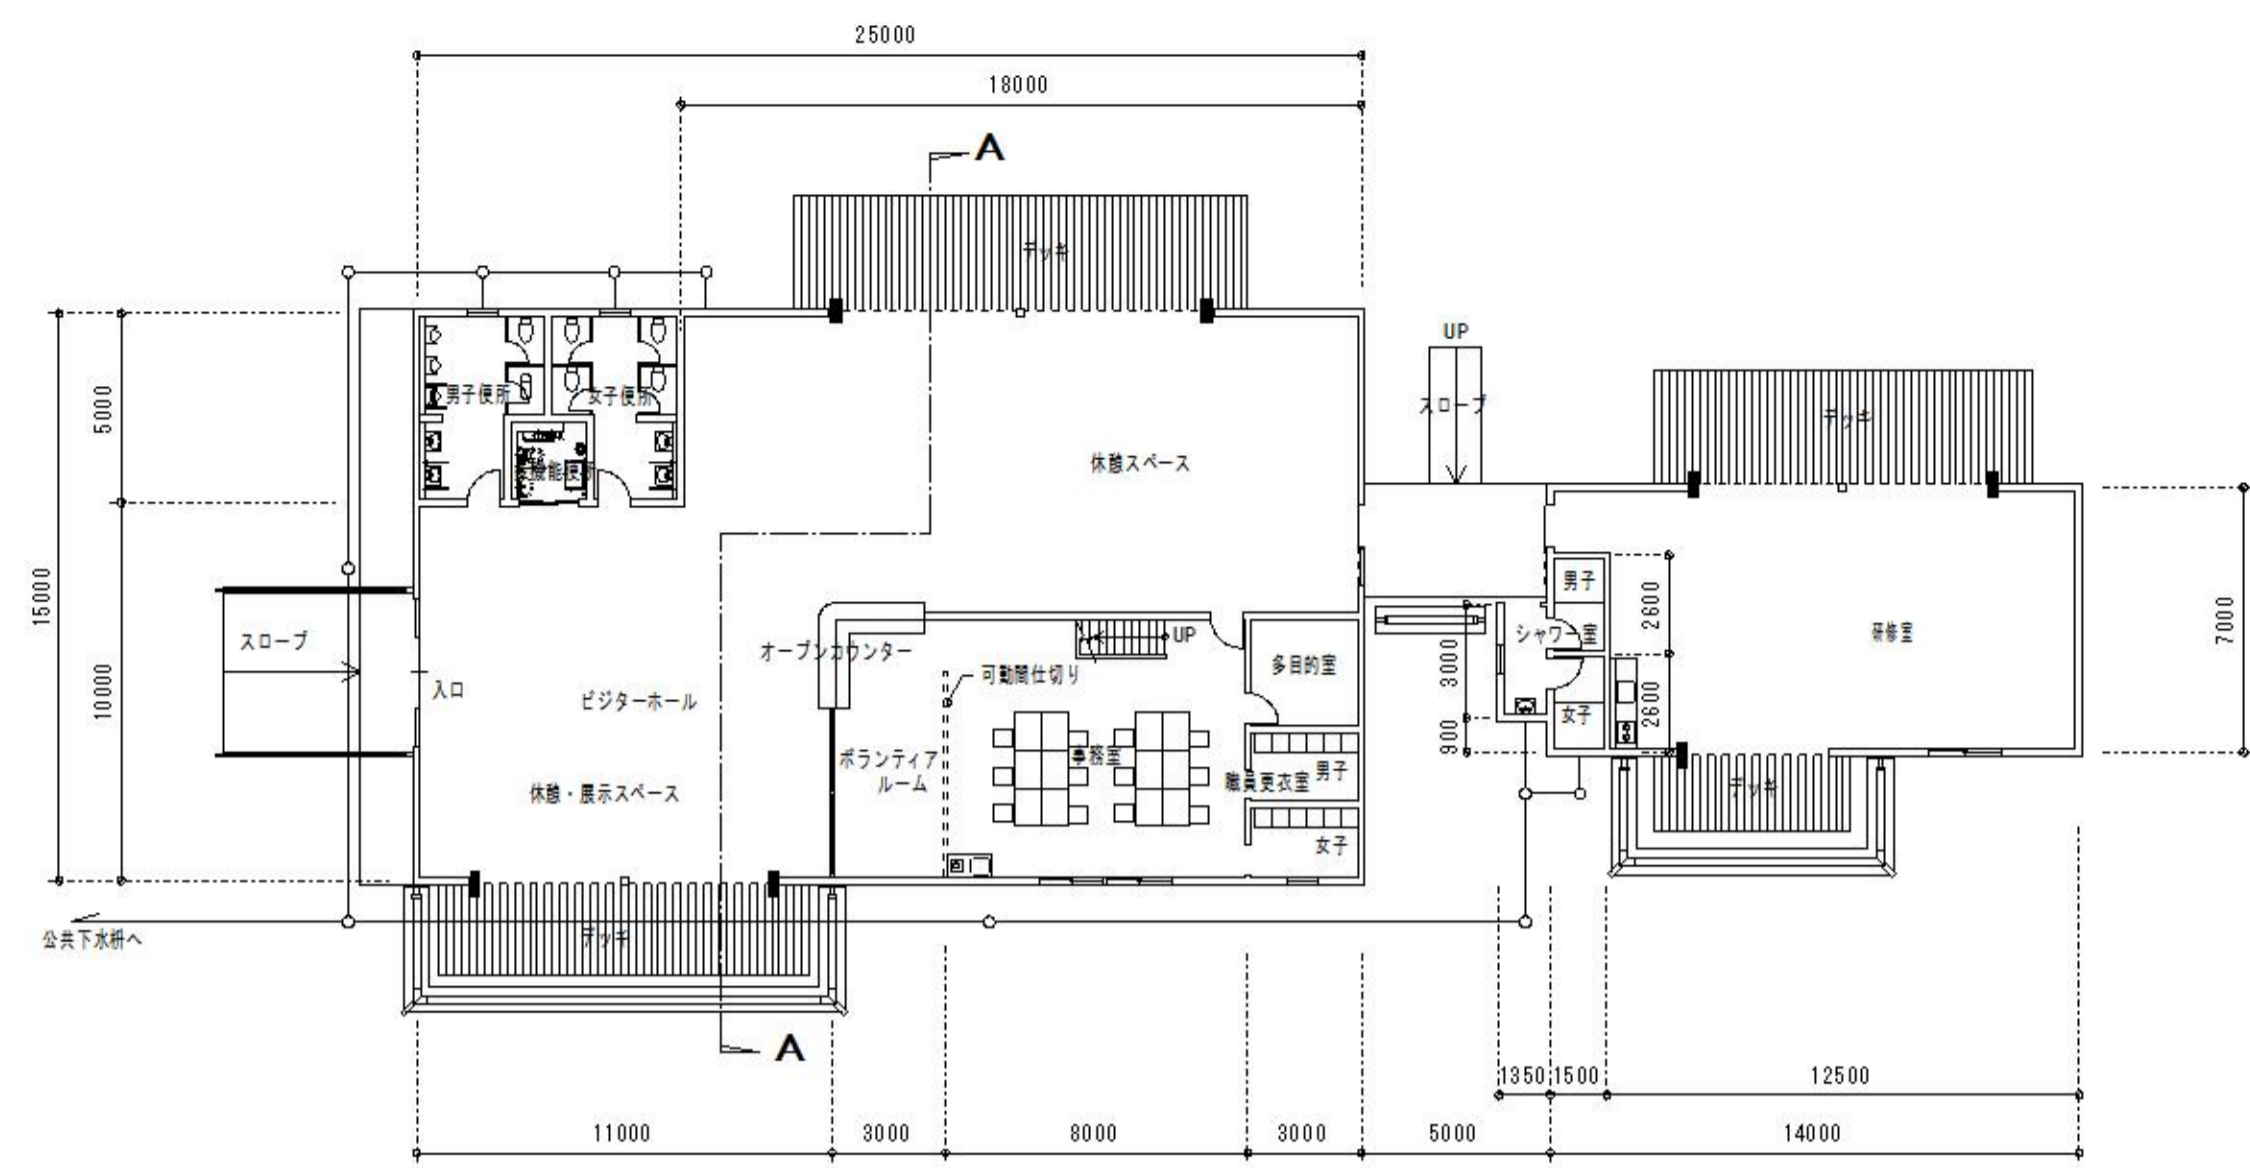 25000
18000
A
デッキ
UP
スロープ
デッキ
5000
男子便所
女子便所
機能便所
休憩スペース
15000
10000
スロープ
入口
ビジターホール
休憩・展示スペース
オープンカウンター
UP
可動間仕切り
多目的室
ボランティア
ルーム
事務室
職員更衣室
男子
女子
男子
シャワー室
女子
2600
2600
3000
900
研修室
7000
デッキ
公共下水枡へ
デッキ
A
1350
1500
12500
11000
3000
8000
3000
5000
14000